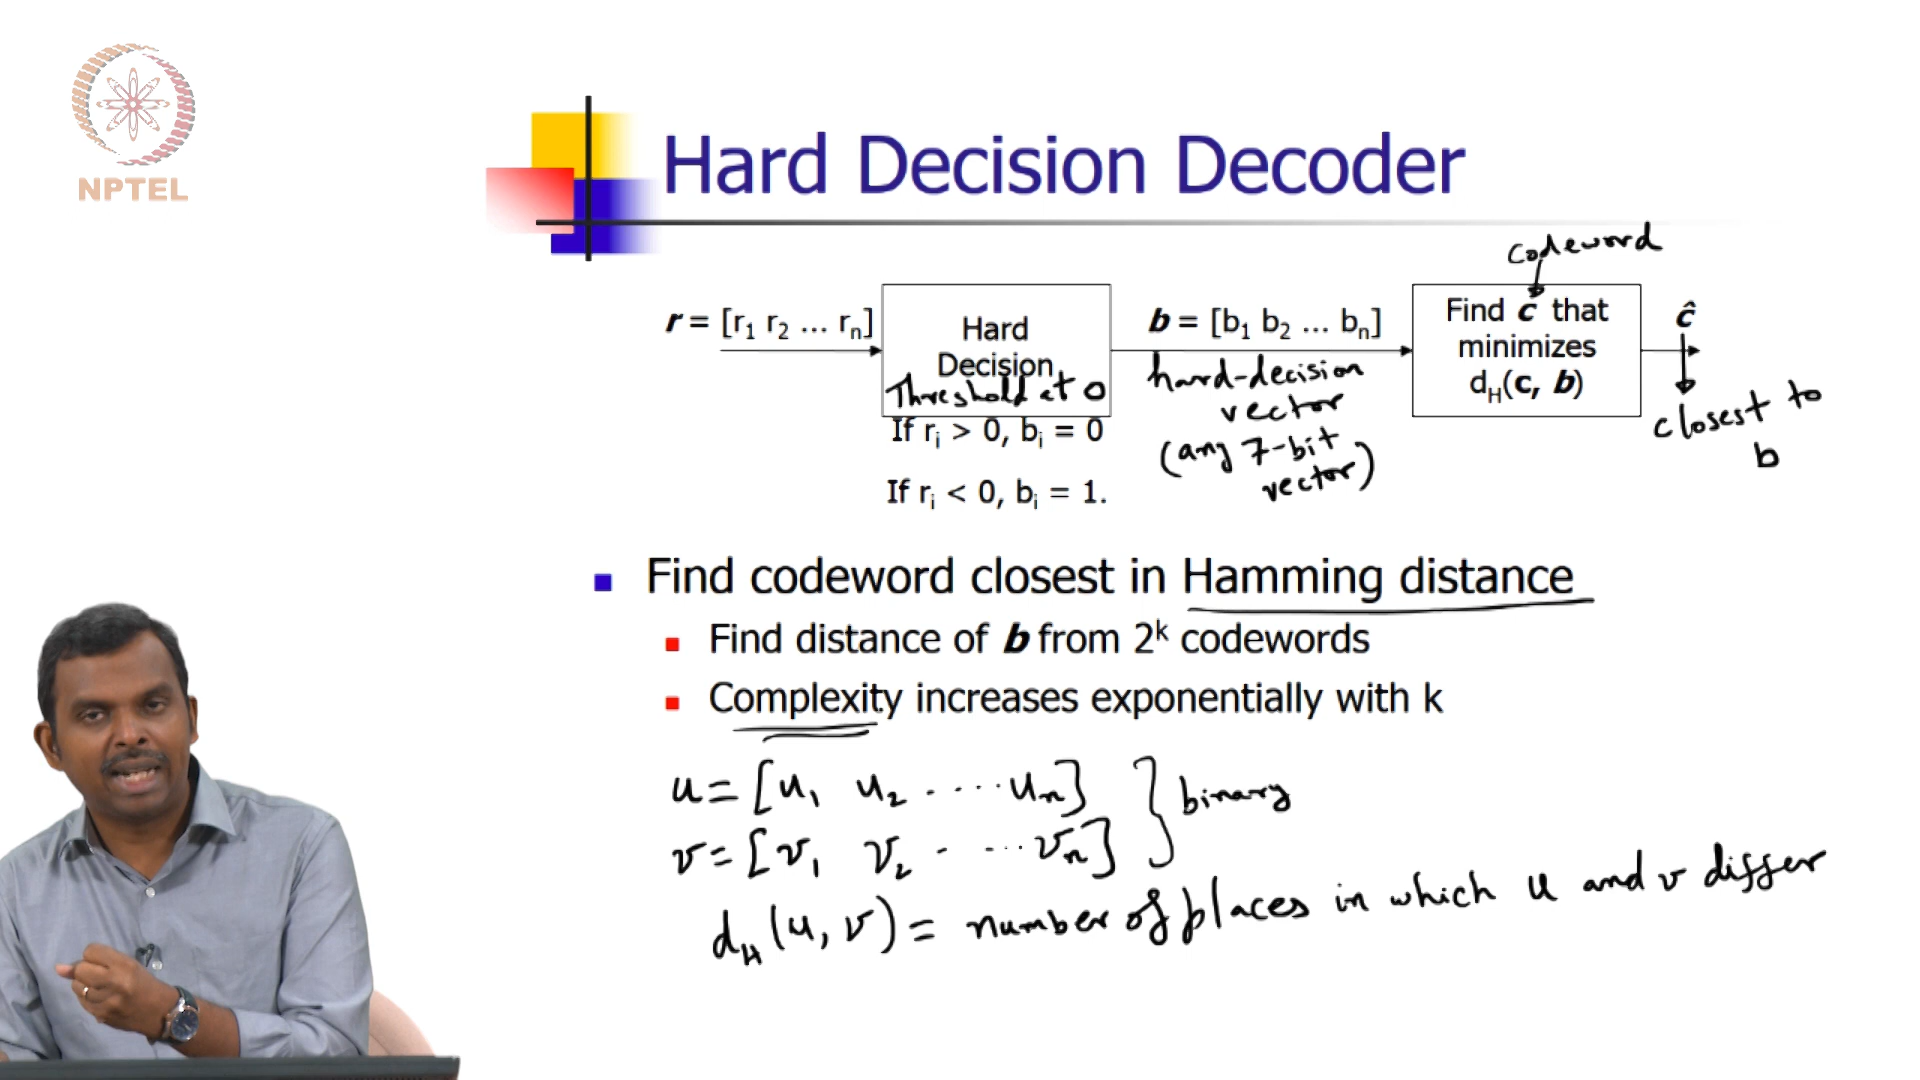 NPTEL
Hard Decision Decoder
codeword
r = [r1 r2 ... rn]
Hard
Decision
Threshold at 0
If ri > 0, bi = 0
If ri < 0, bi = 1.
b = [b1 b2 ... bn]
hard-decision
vector
(any 7-bit
vector)
Find c that
minimizes
dH(c, b)
ĉ
closest to
b
Find codeword closest in Hamming distance
Find distance of b from 2^k codewords
Complexity increases exponentially with k
u = [u1 u2 .... un]
v = [v1 v2 .... vn]
} binary
dH(u, v) = number of places in which u and v differ